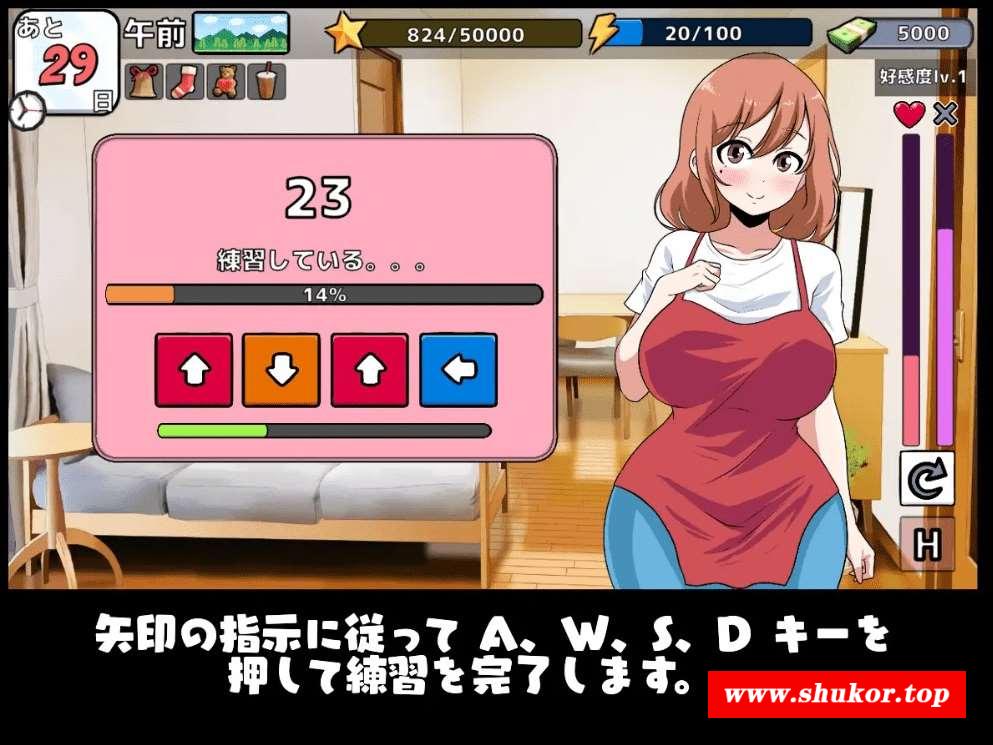 あと
29
日
午前
824/50000
20/100
5000
好感度lv.1
23
練習している。。。
14%
H
矢印の指示に従って A、W、S、D キーを
押して練習を完了します。
www.shukor.top